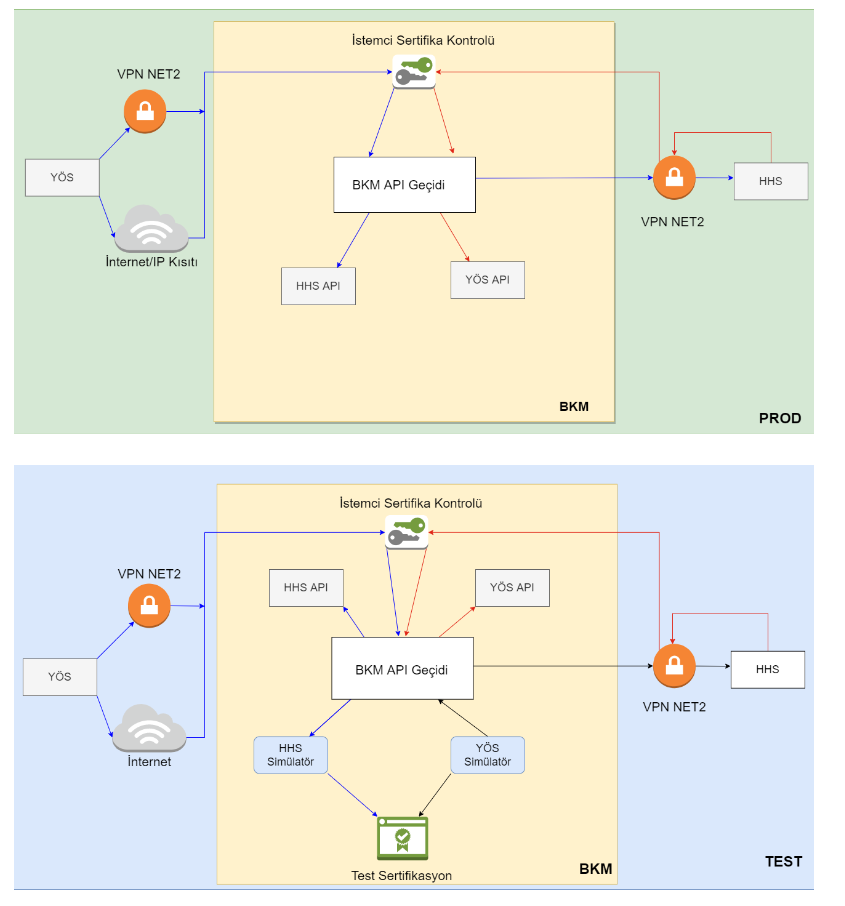 İstemci Sertifika Kontrolü
VPN NET2
YÖS
BKM API Geçidi
HHS
VPN NET2
İnternet/IP Kısıtı
HHS API
YÖS API
BKM
PROD
İstemci Sertifika Kontrolü
VPN NET2
HHS API
YÖS API
YÖS
BKM API Geçidi
HHS
VPN NET2
İnternet
HHS
Simülatör
YÖS
Simülatör
Test Sertifikasyon
BKM
TEST